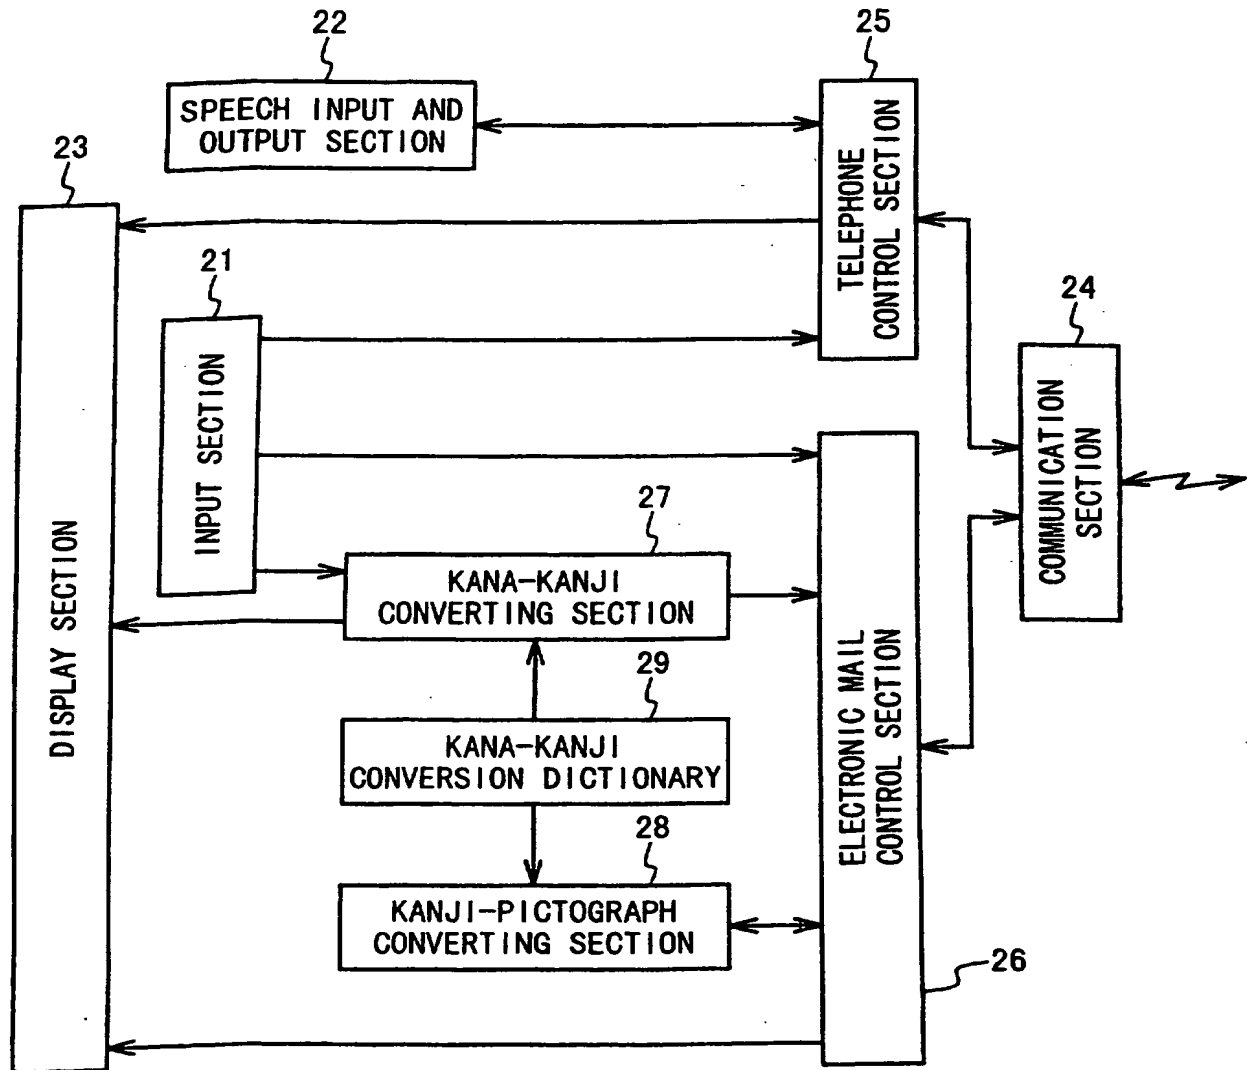 22
SPEECH INPUT AND
OUTPUT SECTION
25
TELEPHONE
CONTROL SECTION
23
DISPLAY SECTION
21
INPUT SECTION
24
COMMUNICATION
SECTION
27
KANA-KANJI
CONVERTING SECTION
29
KANA-KANJI
CONVERSION DICTIONARY
28
KANJI-PICTOGRAPH
CONVERTING SECTION
ELECTRONIC MAIL
CONTROL SECTION
26